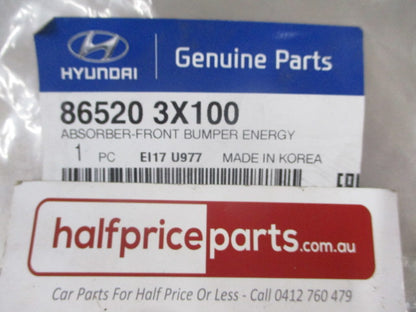 HYUNDAI
Genuine Parts
86520 3X100
ABSORBER-FRONT BUMPER ENERGY
1 PC EI17 U977 MADE IN KOREA
halfpriceparts.com.au
Car Parts For Half Price Or Less - Call 0412 760 479